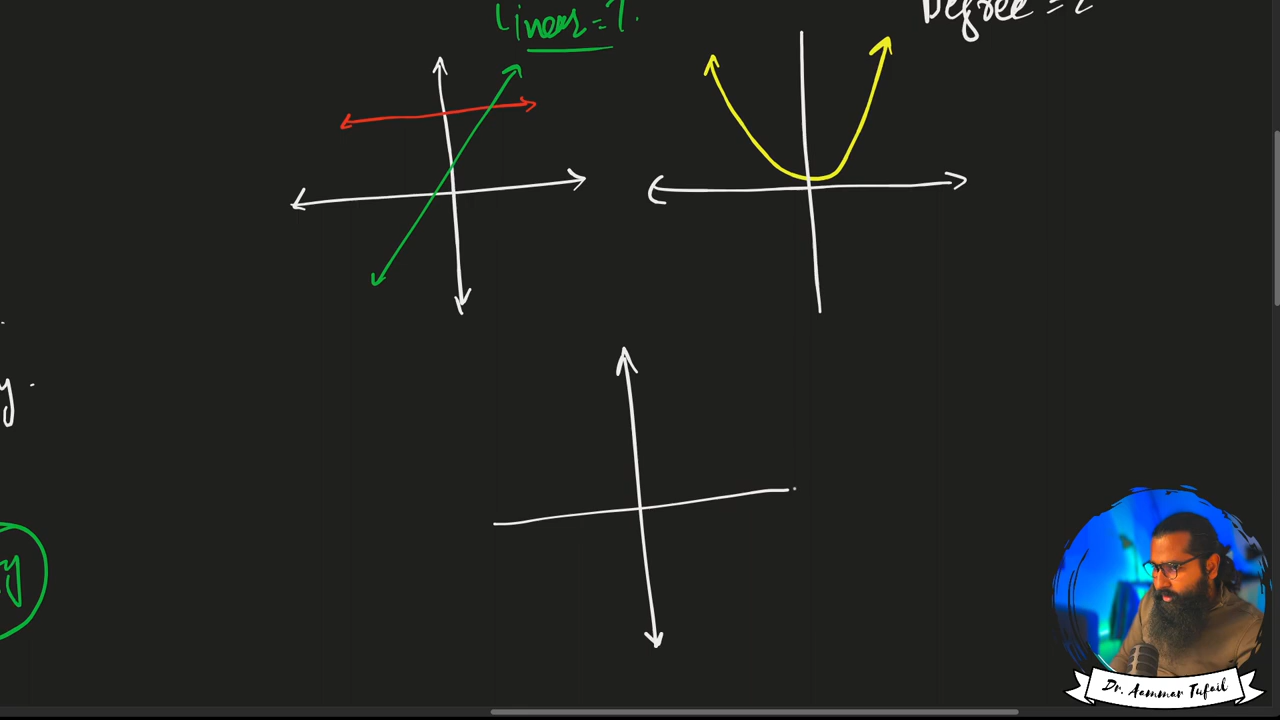 Linear = 1.
Degree = 2
y.
y
Dr. Aammar Tufail